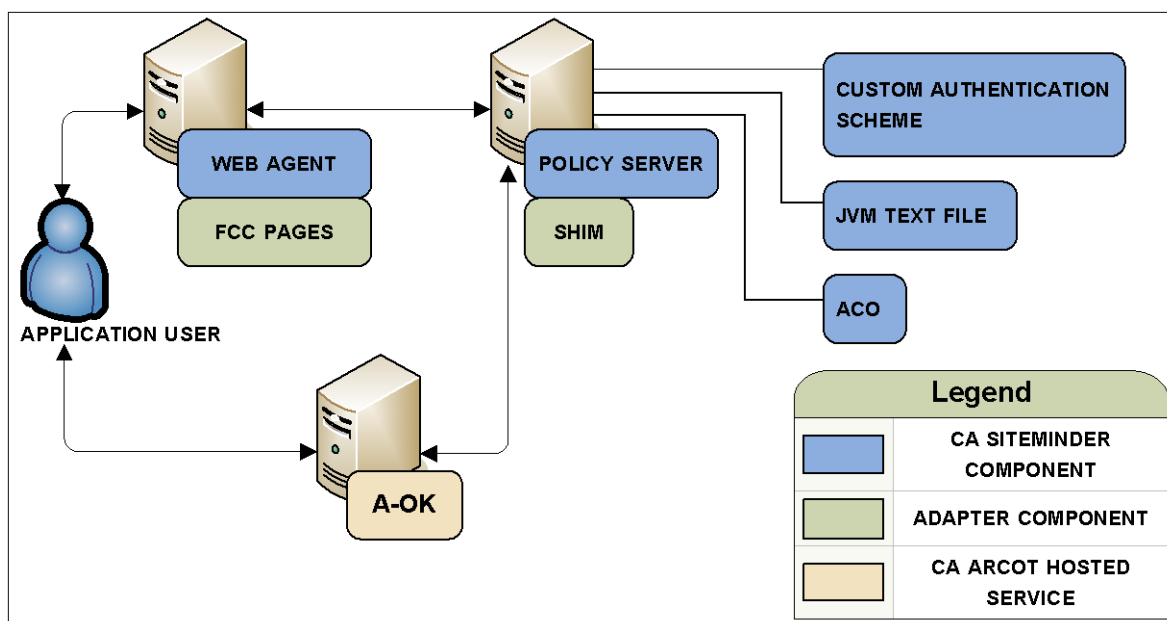 CUSTOM AUTHENTICATION
SCHEME
WEB AGENT
POLICY SERVER
FCC PAGES
SHIM
JVM TEXT FILE
ACO
APPLICATION USER
A-OK
Legend
CA SITEMINDER
COMPONENT
ADAPTER COMPONENT
CA ARCOT HOSTED
SERVICE